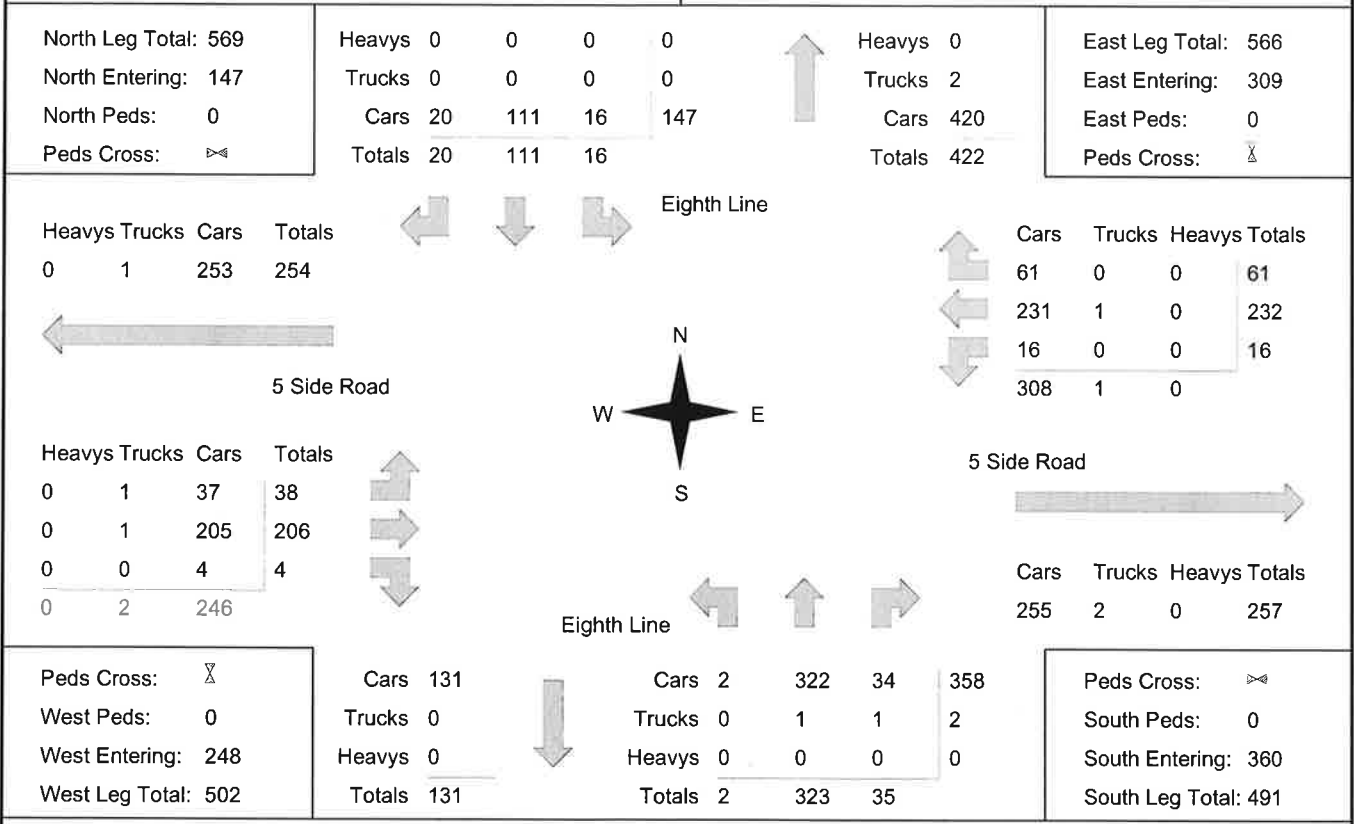 North Leg Total: 569
North Entering: 147
North Peds: 0
Peds Cross:
Heavys 0 0 0 0
Trucks 0 0 0 0
Cars 20 111 16 147
Totals 20 111 16
Heavys 0
Trucks 2
Cars 420
Totals 422
East Leg Total: 566
East Entering: 309
East Peds: 0
Peds Cross:
Eighth Line
Heavys Trucks Cars Totals
0 1 253 254
Cars Trucks Heavys Totals
61 0 0 61
231 1 0 232
16 0 0 16
308 1 0
5 Side Road
N
W E
S
Heavys Trucks Cars Totals
0 1 37 38
0 1 205 206
0 0 4 4
0 2 246
5 Side Road
Cars Trucks Heavys Totals
255 2 0 257
Eighth Line
Peds Cross:
West Peds: 0
West Entering: 248
West Leg Total: 502
Cars 131
Trucks 0
Heavys 0
Totals 131
Cars 2 322 34 358
Trucks 0 1 1 2
Heavys 0 0 0 0
Totals 2 323 35
Peds Cross:
South Peds: 0
South Entering: 360
South Leg Total: 491